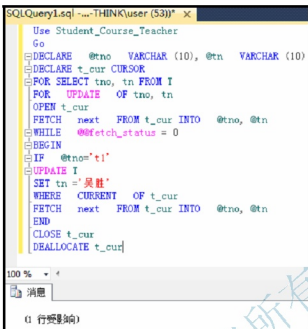 SQLQuery1.sql -...-THINK\user (53))* ×
Use Student_Course_Teacher
Go
DECLARE @tno VARCHAR (10), @tn VARCHAR (10)
DECLARE t_cur CURSOR
FOR SELECT tno, tn FROM T
FOR UPDATE OF tno, tn
OPEN t_cur
FETCH next FROM t_cur INTO @tno, @tn
WHILE @@fetch_status = 0
BEGIN
IF @tno='t1'
UPDATE T
SET tn ='吴胜'
WHERE CURRENT OF t_cur
FETCH next FROM t_cur INTO @tno, @tn
END
CLOSE t_cur
DEALLOCATE t_cur
100 %
消息
(1 行受影响)
所有